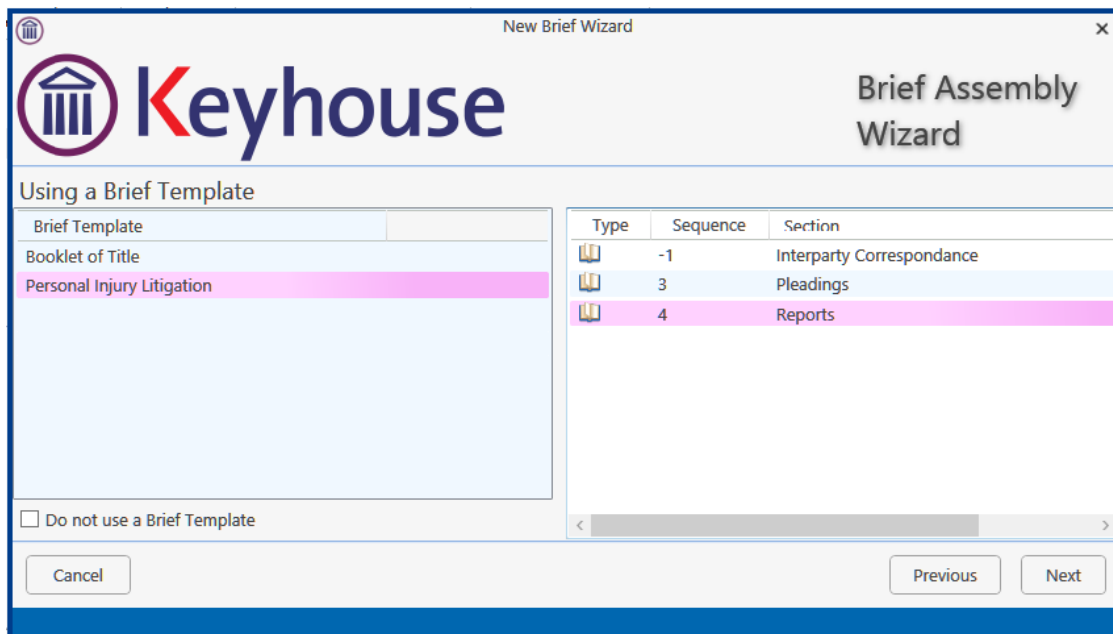 New Brief Wizard
Keyhouse
Brief Assembly
Wizard
Using a Brief Template
Brief Template
Booklet of Title
Personal Injury Litigation
Type Sequence Section
-1 Interparty Correspondance
3 Pleadings
4 Reports
Do not use a Brief Template
Cancel Previous Next